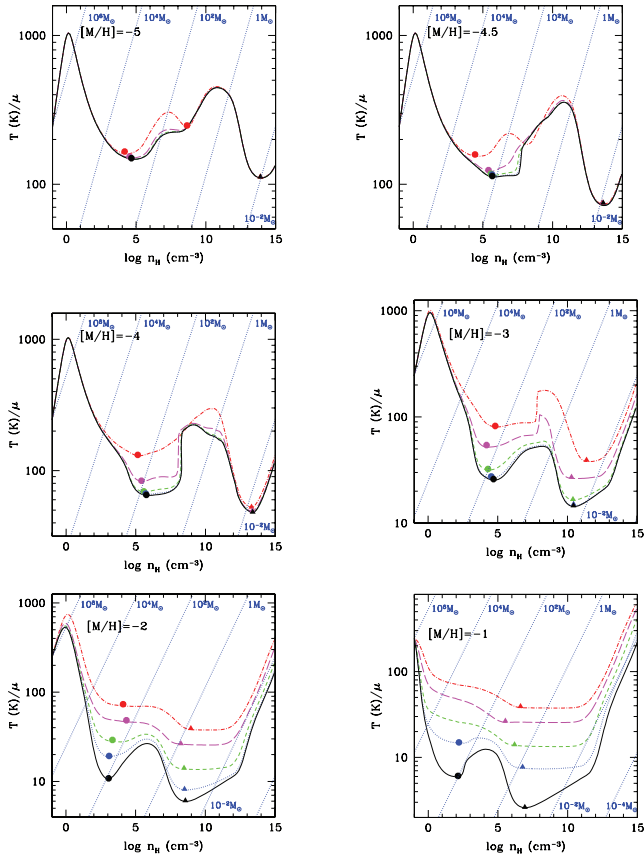 10⁶M⊙ 10⁴M⊙ 10²M⊙ 1M⊙
[M/H]=−5
1000
100
T (K)/μ
10⁻²M⊙
0 5 10 15
log n_H (cm⁻³)
10⁶M⊙ 10⁴M⊙ 10²M⊙ 1M⊙
[M/H]=−4.5
1000
100
T (K)/μ
10⁻²M⊙
0 5 10 15
log n_H (cm⁻³)
10⁶M⊙ 10⁴M⊙ 10²M⊙ 1M⊙
[M/H]=−4
1000
100
T (K)/μ
10⁻²M⊙
0 5 10 15
log n_H (cm⁻³)
10⁶M⊙ 10⁴M⊙ 10²M⊙ 1M⊙
[M/H]=−3
1000
100
10
T (K)/μ
10⁻²M⊙
0 5 10 15
log n_H (cm⁻³)
10⁶M⊙ 10⁴M⊙ 10²M⊙ 1M⊙
[M/H]=−2
1000
100
10
T (K)/μ
10⁻²M⊙
0 5 10 15
log n_H (cm⁻³)
10⁶M⊙ 10⁴M⊙ 10²M⊙ 1M⊙
[M/H]=−1
100
10
T (K)/μ
10⁻²M⊙ 10⁻⁴M⊙
0 5 10 15
log n_H (cm⁻³)